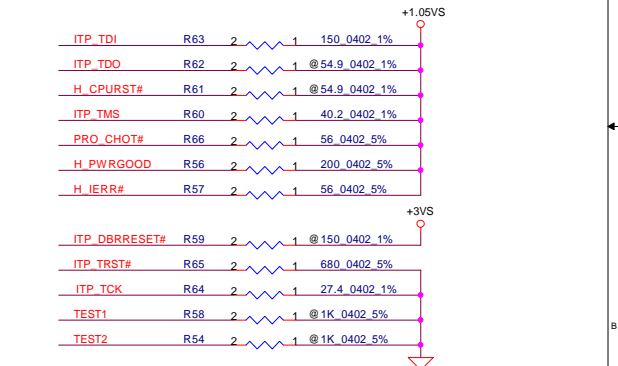 +1.05VS
ITP_TDI R63 2 1 150_0402_1%
ITP_TDO R62 2 1 @54.9_0402_1%
H_CPURST# R61 2 1 @54.9_0402_1%
ITP_TMS R60 2 1 40.2_0402_1%
PRO_CHOT# R66 2 1 56_0402_5%
H_PWRGOOD R56 2 1 200_0402_5%
H_IERR# R57 2 1 56_0402_5%
+3VS
ITP_DBRRESET# R59 2 1 @150_0402_1%
ITP_TRST# R65 2 1 680_0402_5%
ITP_TCK R64 2 1 27.4_0402_1%
TEST1 R58 2 1 @1K_0402_5%
B
TEST2 R54 2 1 @1K_0402_5%